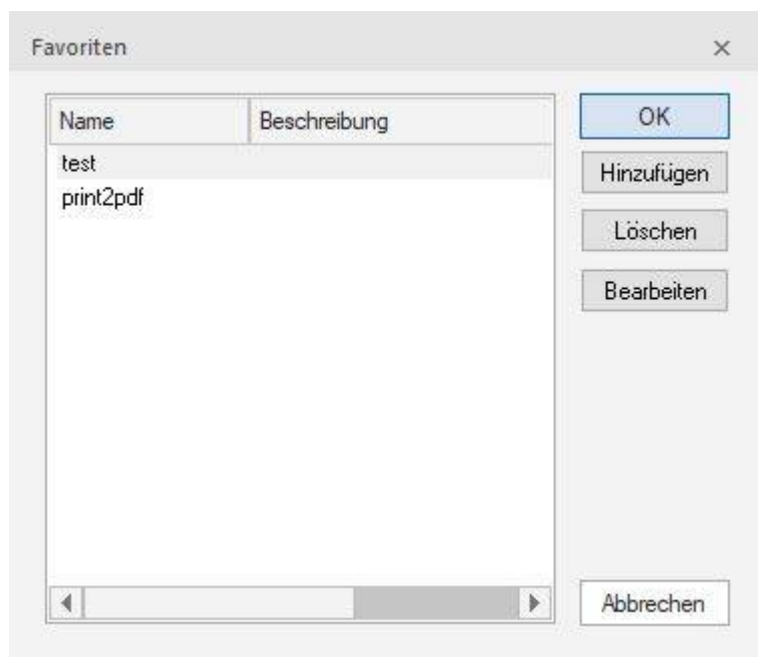 Favoriten
Name Beschreibung
test
print2pdf
OK
Hinzufügen
Löschen
Bearbeiten
Abbrechen